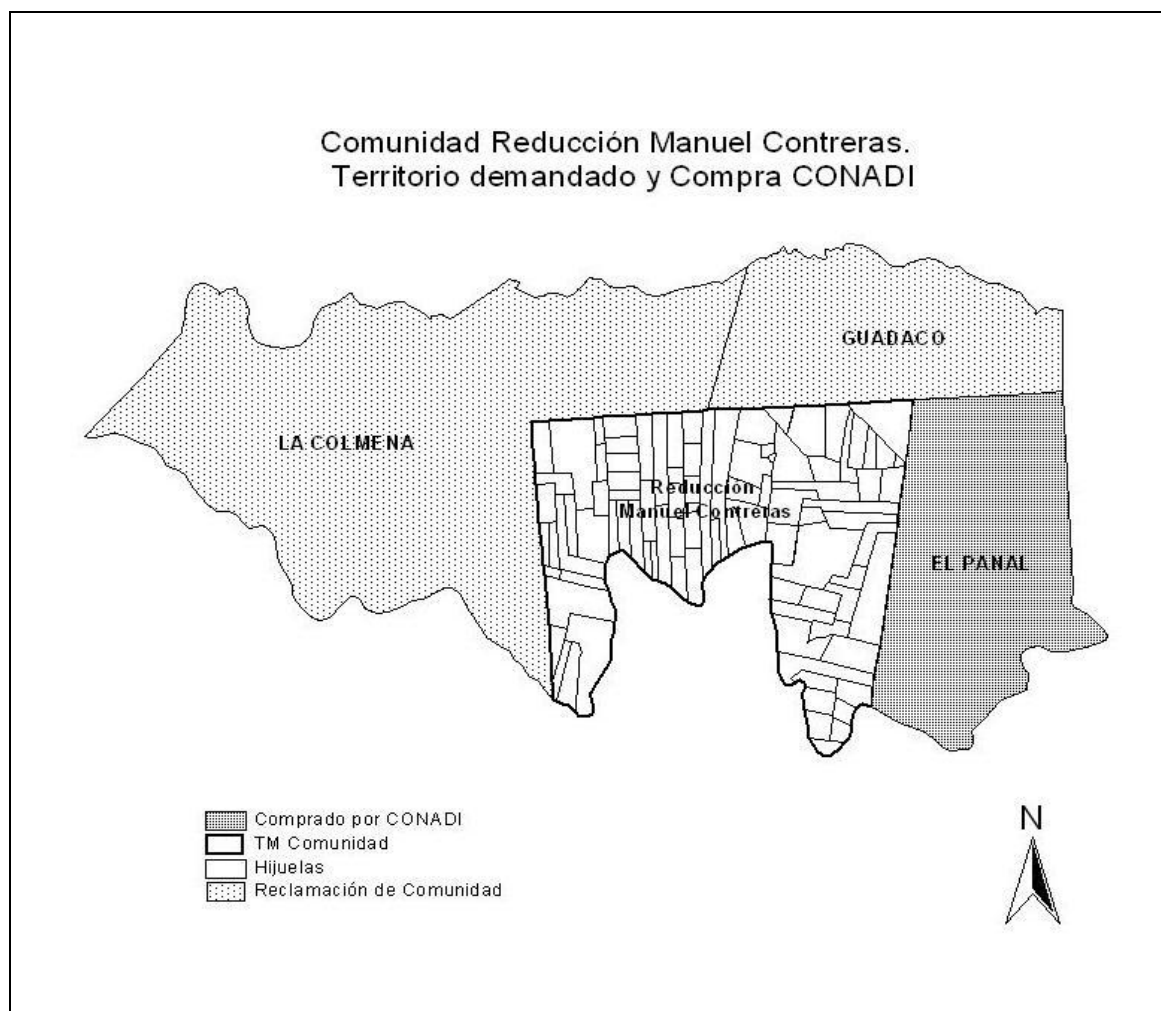 Comunidad Reducción Manuel Contreras.
Territorio demandado y Compra CONADI
GUADACO
LA COLMENA
Reducción
Manuel Contreras
EL PANAL
Comprado por CONADI
TM Comunidad
Hijuelas
Reclamación de Comunidad
N